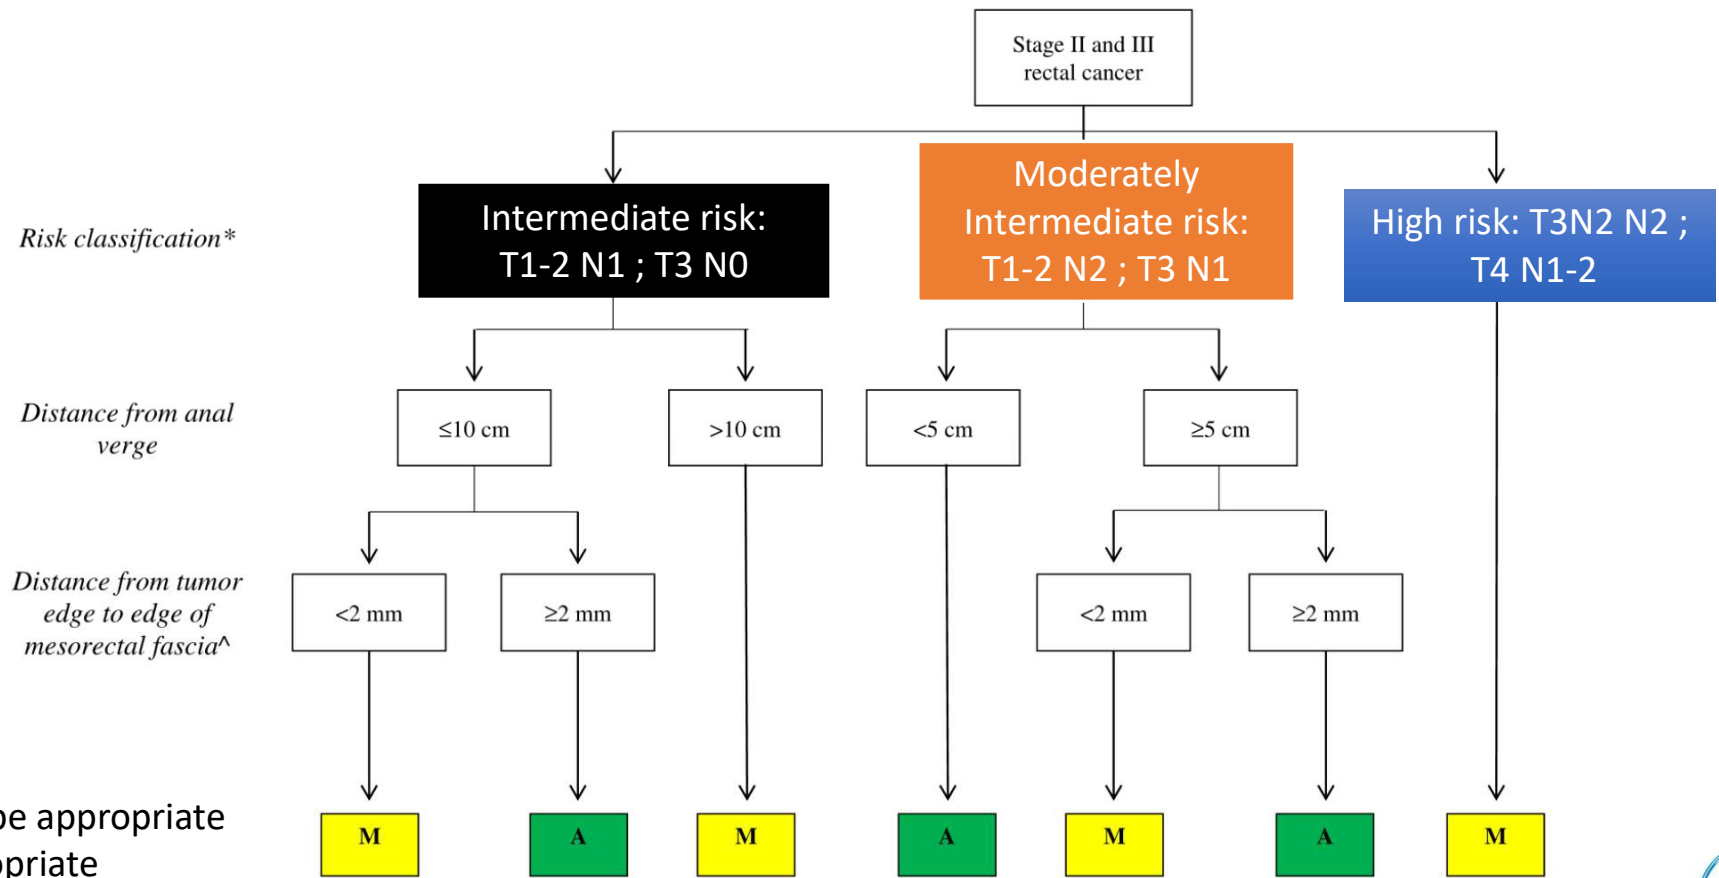 Stage II and III
rectal cancer
Risk classification*
Intermediate risk:
T1-2 N1 ; T3 N0
Moderately
Intermediate risk:
T1-2 N2 ; T3 N1
High risk: T3N2 N2 ;
T4 N1-2
Distance from anal
verge
≤10 cm
>10 cm
<5 cm
≥5 cm
Distance from tumor
edge to edge of
mesorectal fascia^
<2 mm
≥2 mm
<2 mm
≥2 mm
be appropriate
opriate
M
A
M
A
M
A
M